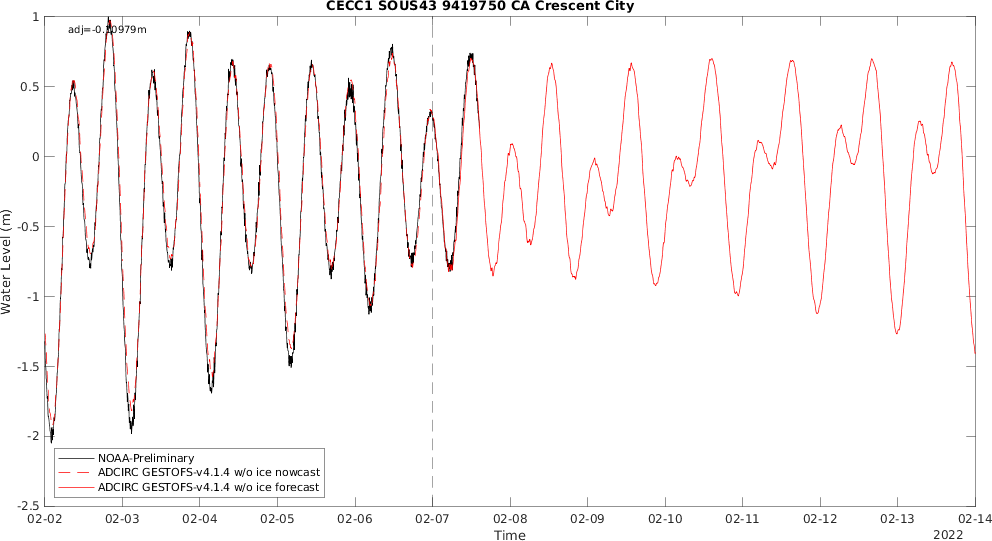 CECC1 SOUS43 9419750 CA Crescent City
adj=-0.10979m
1
0.5
0
-0.5
-1
-1.5
-2
-2.5
Water Level (m)
NOAA-Preliminary
ADCIRC GESTOFS-v4.1.4 w/o ice nowcast
ADCIRC GESTOFS-v4.1.4 w/o ice forecast
02-02 02-03 02-04 02-05 02-06 02-07 02-08 02-09 02-10 02-11 02-12 02-13 02-14
Time
2022